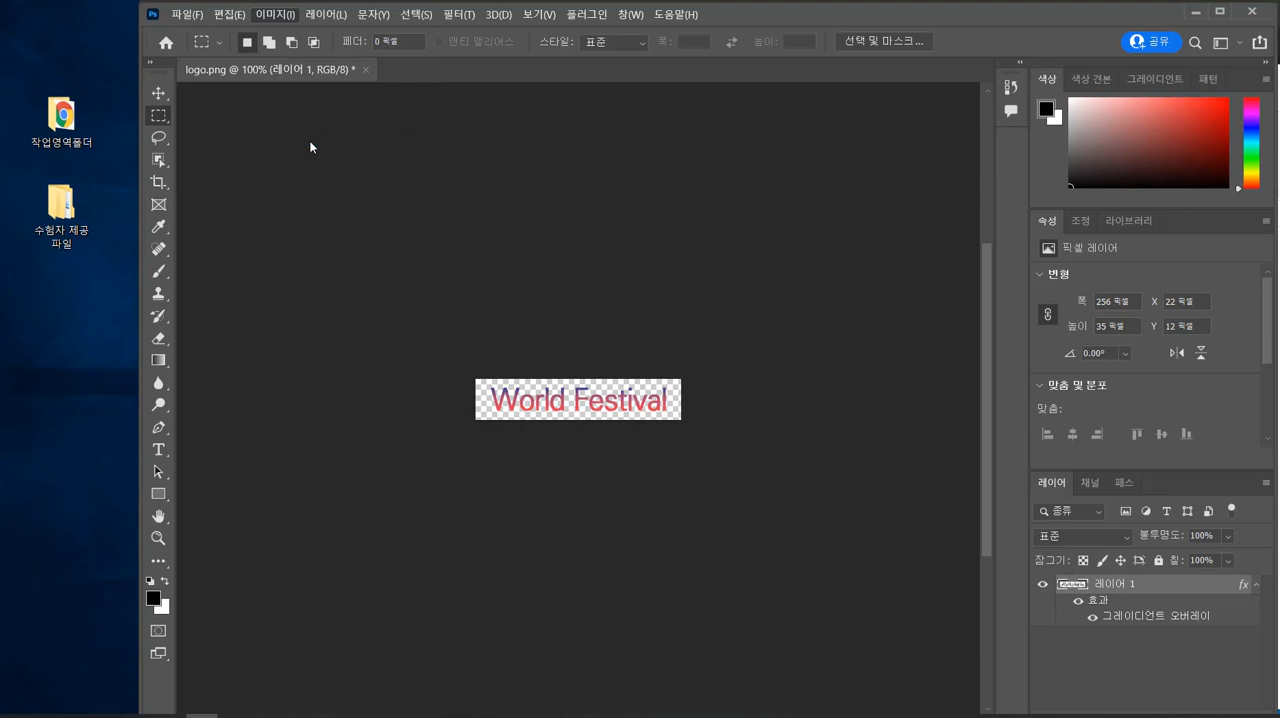 파일(F) 편집(E) 이미지(I) 레이어(L) 문자(Y) 선택(S) 필터(T) 3D(D) 보기(V) 플러그인 창(W) 도움말(H)
페더: 0 픽셀 안티 앨리어스 스타일: 표준 폭: 높이: 선택 및 마스크... 공유
logo.png @ 100% (레이어 1, RGB/8) *
작업영역폴더
수험자 제공
파일
World Festival
색상 색상 견본 그레이디언트 패턴
속성 조정 라이브러리
픽셀 레이어
변형
폭 256 픽셀 X 22 픽셀
높이 35 픽셀 Y 12 픽셀
0.00°
맞춤 및 분포
맞춤:
레이어 채널 패스
종류
표준 불투명도: 100%
잠그기: 칠: 100%
레이어 1 fx
효과
그레이디언트 오버레이